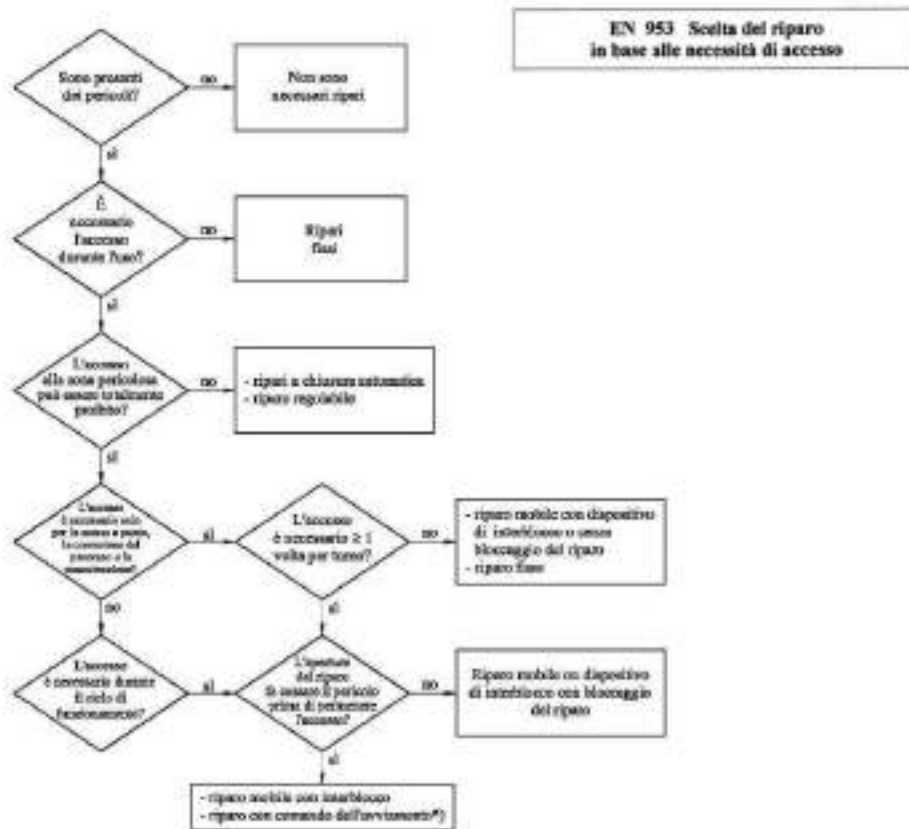 EN 953 Scelta del riparo
in base alle necessità di accesso
Sono presenti
dei pericoli?
no
Non sono
necessari ripari
sì
È
necessario
l'accesso
durante l'uso?
no
Ripari
fissi
sì
L'accesso
alla zona pericolosa
può essere totalmente
proibito?
no
- ripari a chiusura automatica
- riparo regolabile
sì
L'accesso
è necessario solo
per la messa a punto,
la correzione del
processo o la
manutenzione?
sì
L'accesso
è necessario ≥ 1
volta per turno?
no
- riparo mobile con dispositivo
di interblocco o senza
bloccaggio del riparo
- riparo fisso
no
sì
L'accesso
è necessario durante
il ciclo di
funzionamento?
sì
L'apertura
del riparo
fa cessare il pericolo
prima di permettere
l'accesso?
no
Riparo mobile on dispositivo
di interblocco con bloccaggio
del riparo
sì
- riparo mobile con interblocco
- riparo con comando dell'avviamento*)